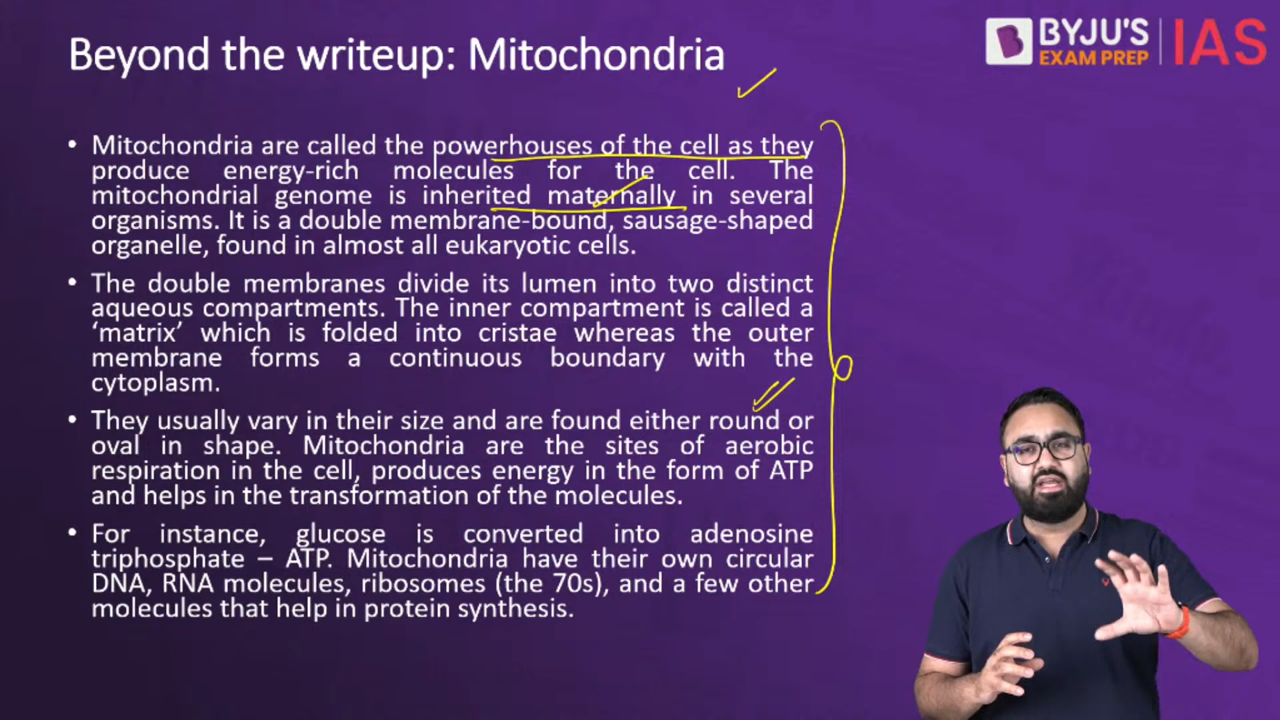 Beyond the writeup: Mitochondria
BYJU'S
EXAM PREP
IAS
• Mitochondria are called the powerhouses of the cell as they
produce energy-rich molecules for the cell. The
mitochondrial genome is inherited maternally in several
organisms. It is a double membrane-bound, sausage-shaped
organelle, found in almost all eukaryotic cells.
• The double membranes divide its lumen into two distinct
aqueous compartments. The inner compartment is called a
‘matrix’ which is folded into cristae whereas the outer
membrane forms a continuous boundary with the
cytoplasm.
• They usually vary in their size and are found either round or
oval in shape. Mitochondria are the sites of aerobic
respiration in the cell, produces energy in the form of ATP
and helps in the transformation of the molecules.
• For instance, glucose is converted into adenosine
triphosphate – ATP. Mitochondria have their own circular
DNA, RNA molecules, ribosomes (the 70s), and a few other
molecules that help in protein synthesis.